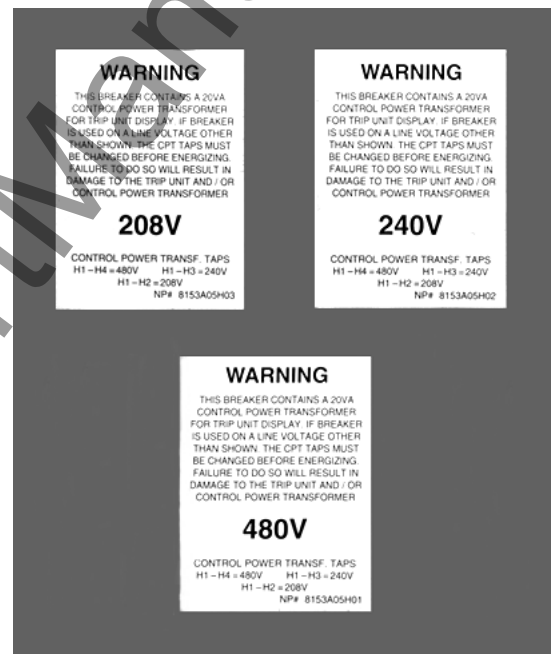 WARNING
THIS BREAKER CONTAINS A 20VA
CONTROL POWER TRANSFORMER
FOR TRIP UNIT DISPLAY. IF BREAKER
IS USED ON A LINE VOLTAGE OTHER
THAN SHOWN THE CPT TAPS MUST
BE CHANGED BEFORE ENERGIZING.
FAILURE TO DO SO WILL RESULT IN
DAMAGE TO THE TRIP UNIT AND / OR
CONTROL POWER TRANSFORMER
208V
CONTROL POWER TRANSF. TAPS
H1 – H4 = 480V H1 – H3 = 240V
H1 – H2 = 208V
NP# 8153A05H03
WARNING
THIS BREAKER CONTAINS A 20VA
CONTROL POWER TRANSFORMER
FOR TRIP UNIT DISPLAY. IF BREAKER
IS USED ON A LINE VOLTAGE OTHER
THAN SHOWN THE CPT TAPS MUST
BE CHANGED BEFORE ENERGIZING.
FAILURE TO DO SO WILL RESULT IN
DAMAGE TO THE TRIP UNIT AND / OR
CONTROL POWER TRANSFORMER
240V
CONTROL POWER TRANSF. TAPS
H1 – H4 = 480V H1 – H3 = 240V
H1 – H2 = 208V
NP# 8153A05H02
WARNING
THIS BREAKER CONTAINS A 20VA
CONTROL POWER TRANSFORMER
FOR TRIP UNIT DISPLAY. IF BREAKER
IS USED ON A LINE VOLTAGE OTHER
THAN SHOWN THE CPT TAPS MUST
BE CHANGED BEFORE ENERGIZING.
FAILURE TO DO SO WILL RESULT IN
DAMAGE TO THE TRIP UNIT AND / OR
CONTROL POWER TRANSFORMER
480V
CONTROL POWER TRANSF. TAPS
H1 – H4 = 480V H1 – H3 = 240V
H1 – H2 = 208V
NP# 8153A05H01